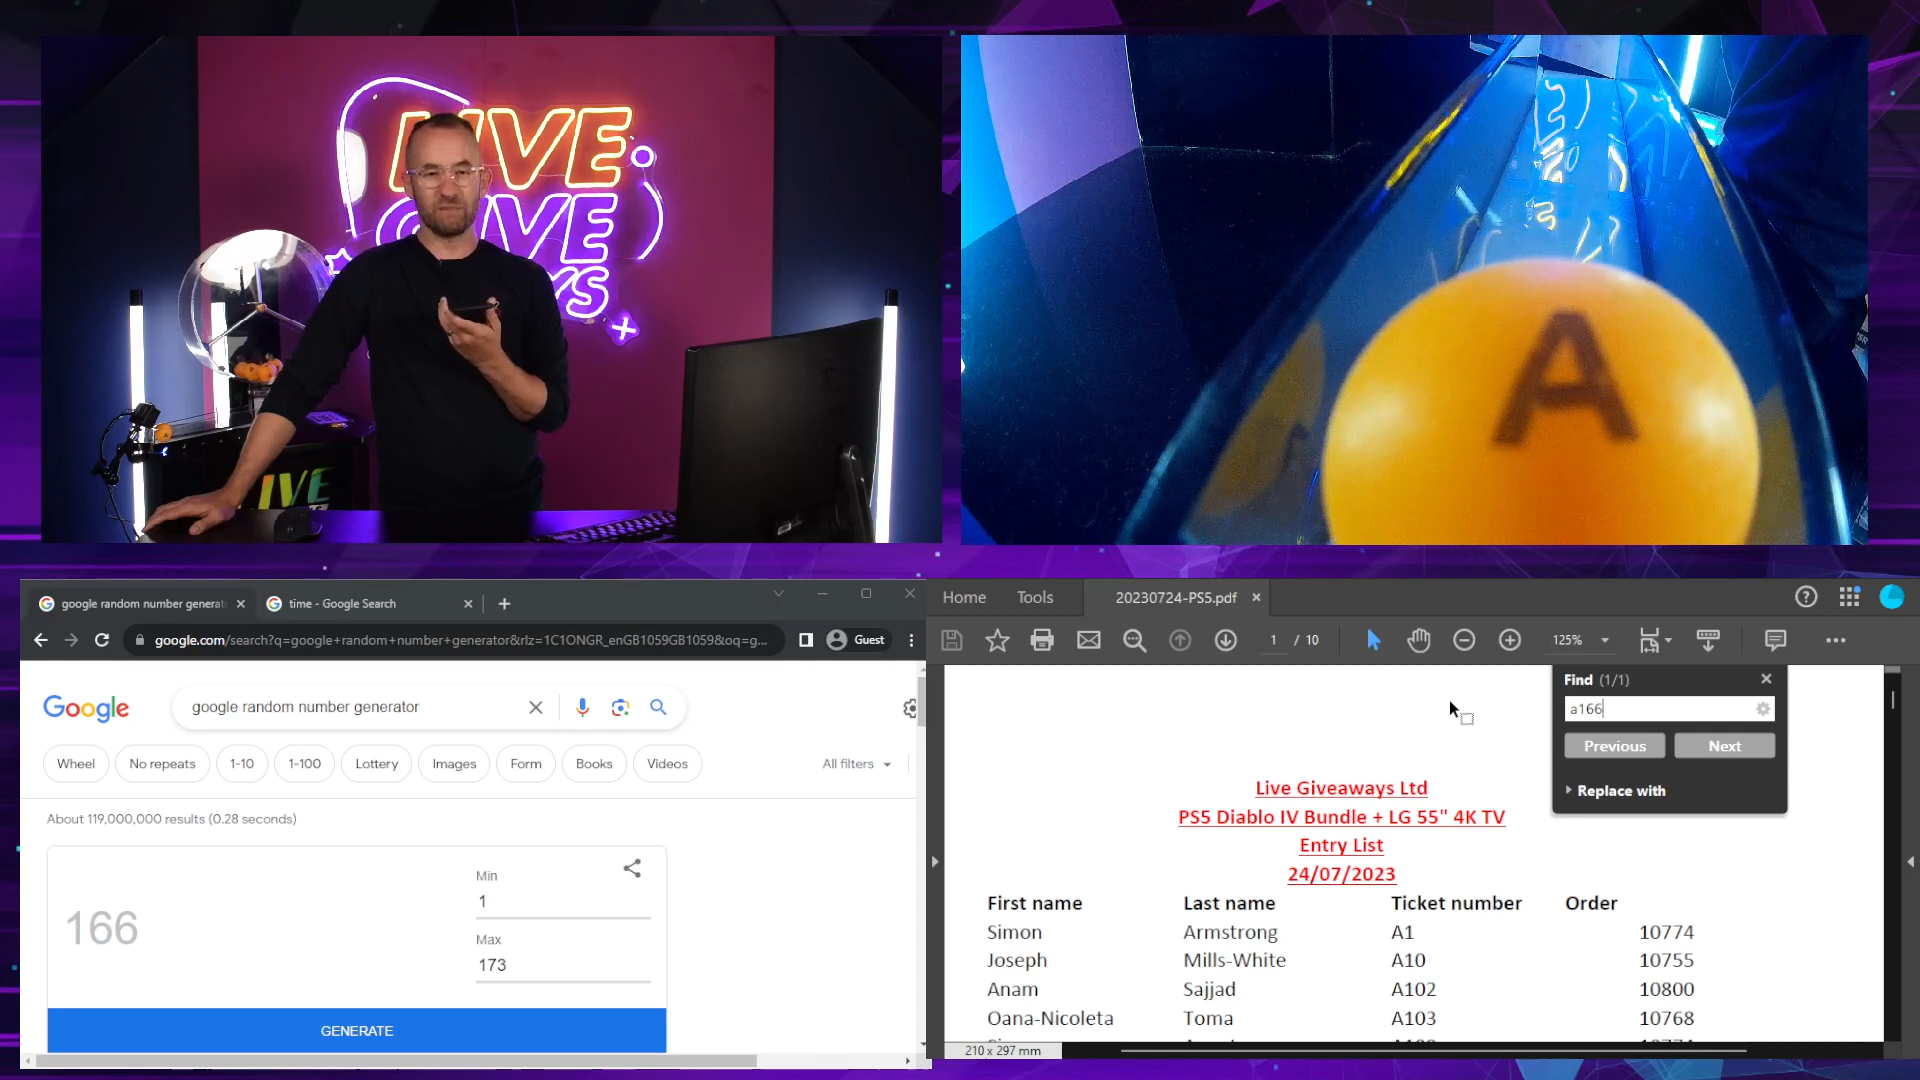 LIVE
GIVE
YS
IVE
A
google random number generat
time - Google Search
google.com/search?q=google+random+number+generator&rlz=1C1ONGR_enGB1059GB1059&oq=g...
Guest
Google
google random number generator
Wheel
No repeats
1-10
1-100
Lottery
Images
Form
Books
Videos
All filters
About 119,000,000 results (0.28 seconds)
166
Min
1
Max
173
GENERATE
Home
Tools
20230724-PS5.pdf
1 / 10
125%
Find (1/1)
a166
Previous
Next
Replace with
Live Giveaways Ltd
PS5 Diablo IV Bundle + LG 55" 4K TV
Entry List
24/07/2023
First name Last name Ticket number Order
Simon Armstrong A1 10774
Joseph Mills-White A10 10755
Anam Sajjad A102 10800
Oana-Nicoleta Toma A103 10768
210 x 297 mm